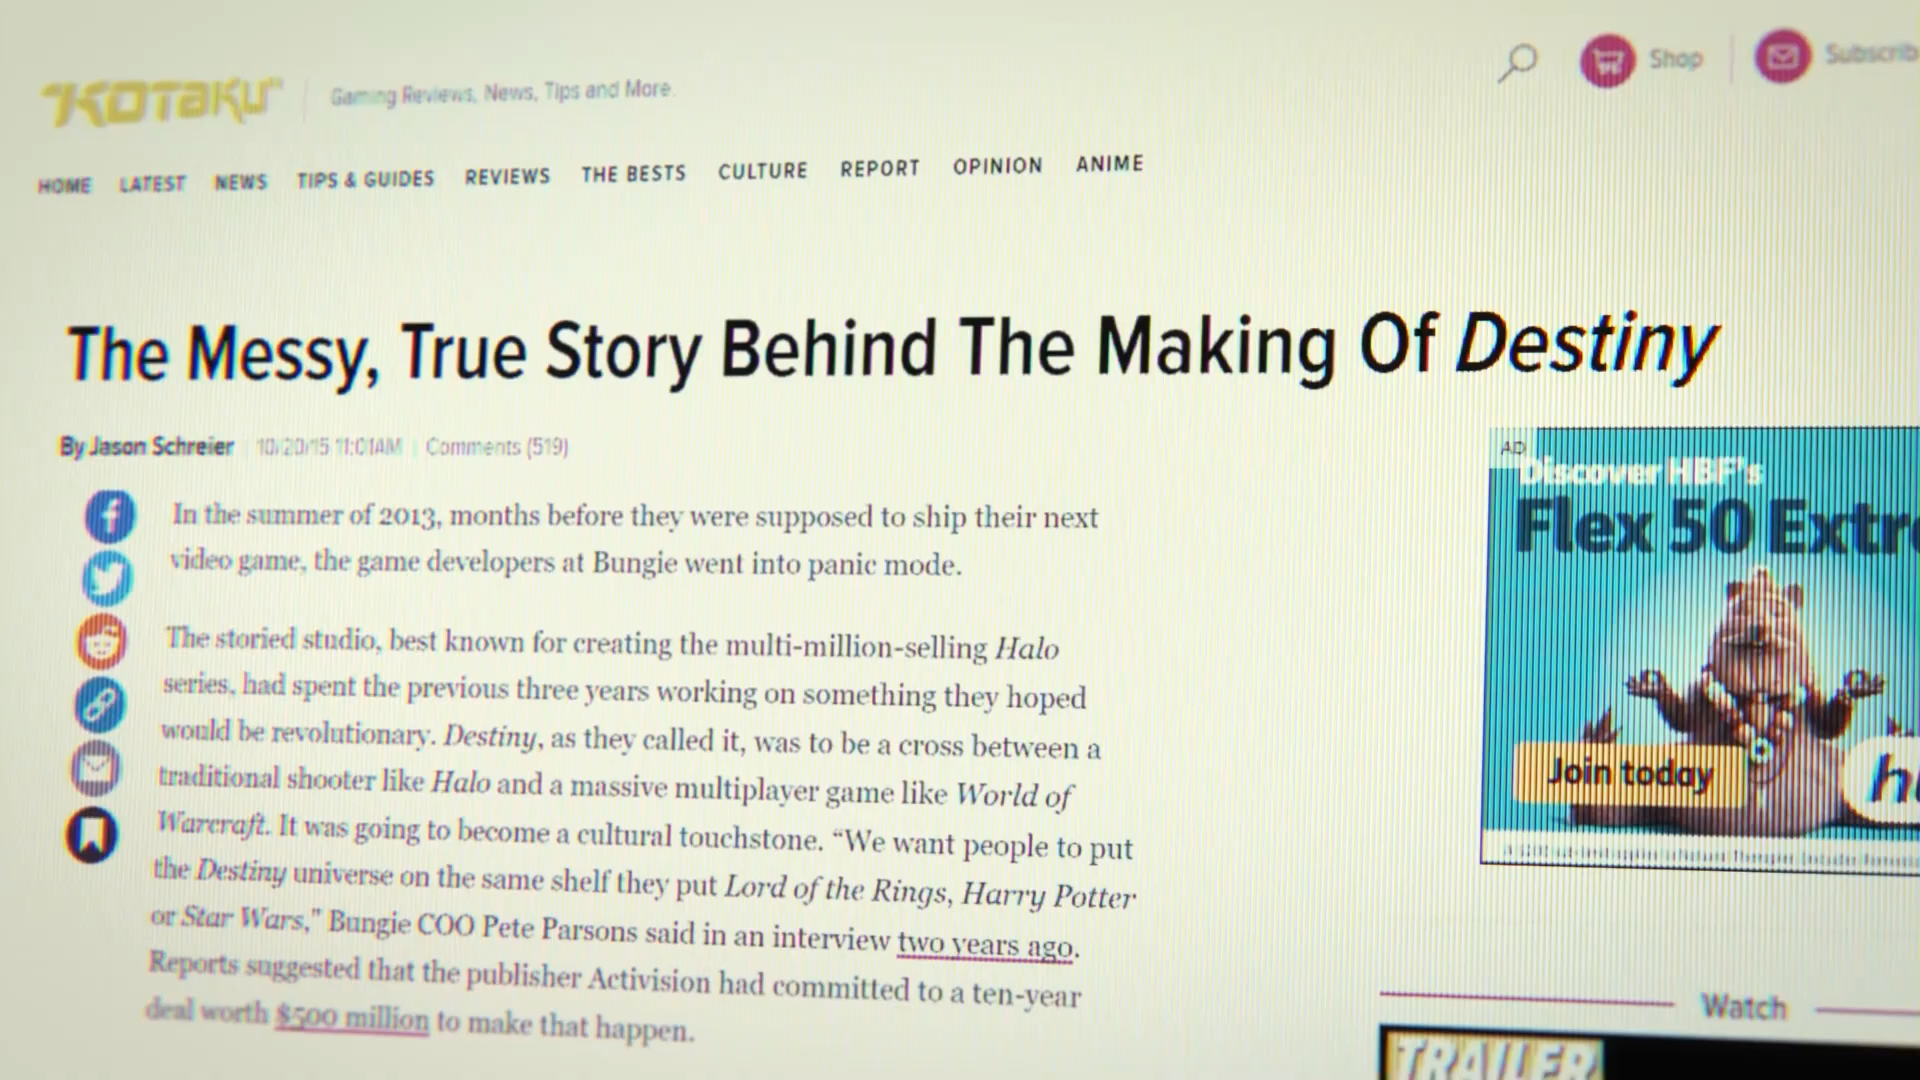 KOTAKU
Gaming Reviews, News, Tips and More.
Shop
Subscrib
HOME LATEST NEWS TIPS & GUIDES REVIEWS THE BESTS CULTURE REPORT OPINION ANIME
The Messy, True Story Behind The Making Of Destiny
By Jason Schreier 10/20/15 11:01AM Comments (519)
In the summer of 2013, months before they were supposed to ship their next
video game, the game developers at Bungie went into panic mode.
The storied studio, best known for creating the multi-million-selling Halo
series, had spent the previous three years working on something they hoped
would be revolutionary. Destiny, as they called it, was to be a cross between a
traditional shooter like Halo and a massive multiplayer game like World of
Warcraft. It was going to become a cultural touchstone. “We want people to put
the Destiny universe on the same shelf they put Lord of the Rings, Harry Potter
or Star Wars,” Bungie COO Pete Parsons said in an interview two years ago.
Reports suggested that the publisher Activision had committed to a ten-year
deal worth $500 million to make that happen.
AD
Discover HBF's
Flex 50 Extr
Join today
h
Watch
TRAILER